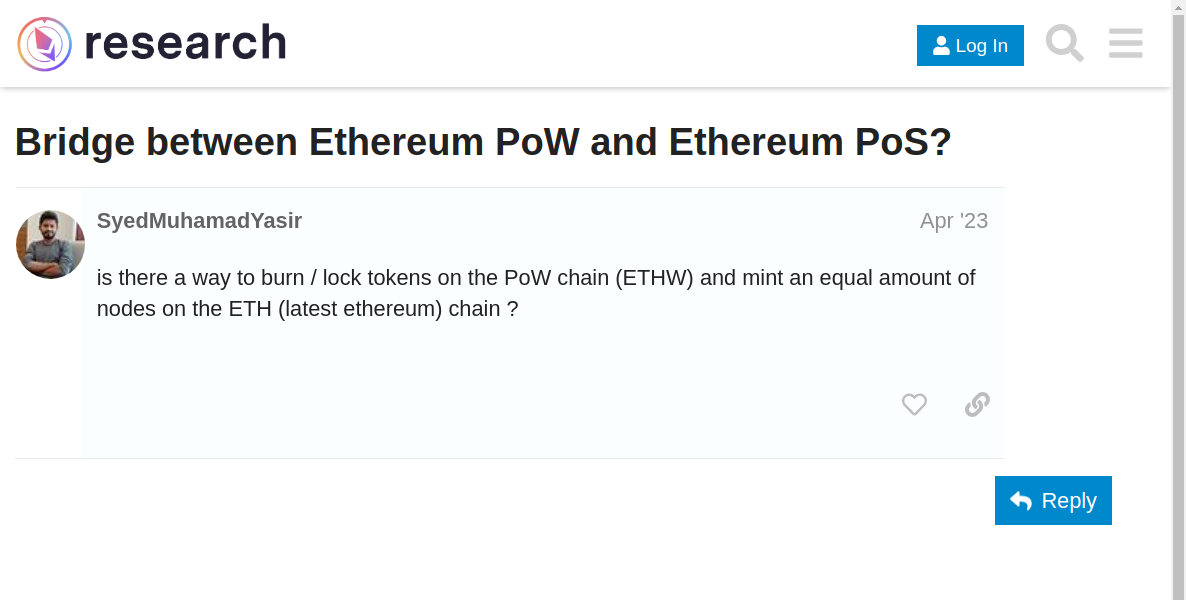 research
Log In
Bridge between Ethereum PoW and Ethereum PoS?
SyedMuhamadYasir
Apr '23
is there a way to burn / lock tokens on the PoW chain (ETHW) and mint an equal amount of
nodes on the ETH (latest ethereum) chain ?
Reply